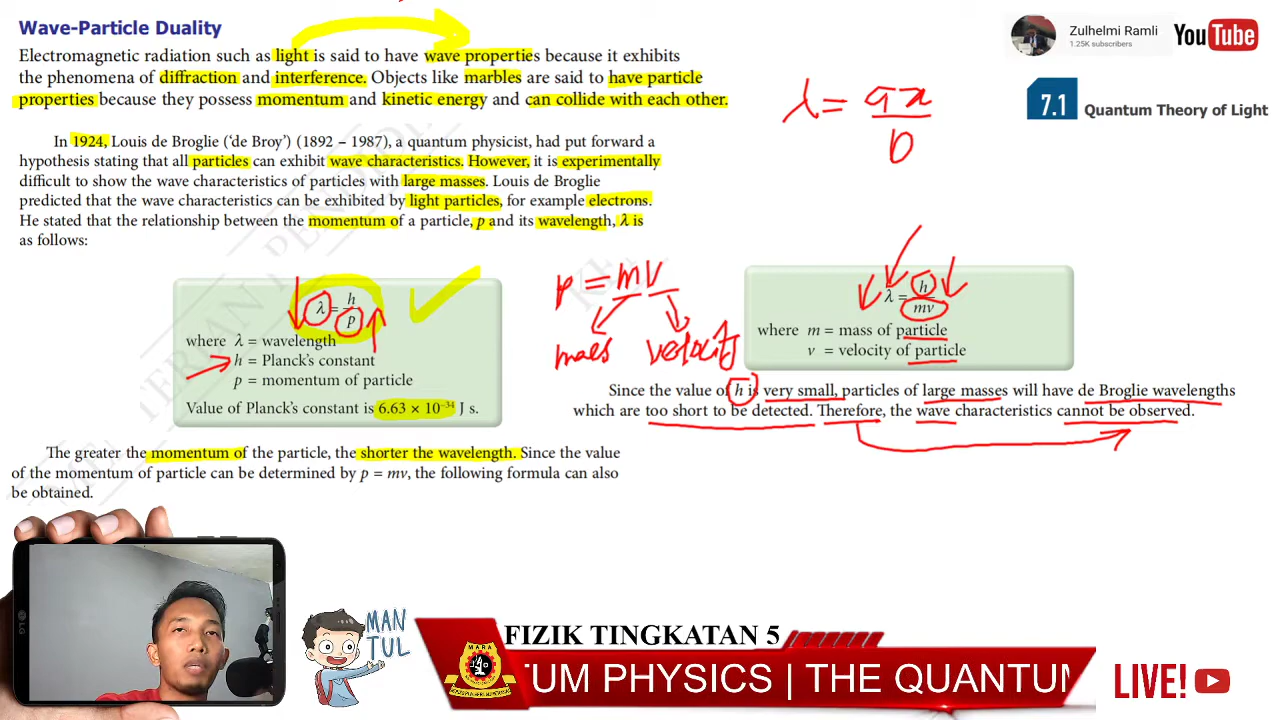 Wave-Particle Duality
Electromagnetic radiation such as light is said to have wave properties because it exhibits
the phenomena of diffraction and interference. Objects like marbles are said to have particle
properties because they possess momentum and kinetic energy and can collide with each other.
In 1924, Louis de Broglie (‘de Broy’) (1892 – 1987), a quantum physicist, had put forward a
hypothesis stating that all particles can exhibit wave characteristics. However, it is experimentally
difficult to show the wave characteristics of particles with large masses. Louis de Broglie
predicted that the wave characteristics can be exhibited by light particles, for example electrons.
He stated that the relationship between the momentum of a particle, p and its wavelength, λ is
as follows:
λ = h/p
where λ = wavelength
h = Planck's constant
p = momentum of particle
Value of Planck's constant is 6.63 × 10⁻³⁴ J s.
The greater the momentum of the particle, the shorter the wavelength. Since the value
of the momentum of particle can be determined by p = mv, the following formula can also
be obtained.
Zulhelmi Ramli
1.25K subscribers
YouTube
7.1 Quantum Theory of Light
λ = ax/D
p = mv
mass velocity
λ = h/mv
where m = mass of particle
v = velocity of particle
Since the value of h is very small, particles of large masses will have de Broglie wavelengths
which are too short to be detected. Therefore, the wave characteristics cannot be observed.
LG
MAN
TUL
MARA
FIZIK TINGKATAN 5
TUM PHYSICS | THE QUANTUM
LIVE!